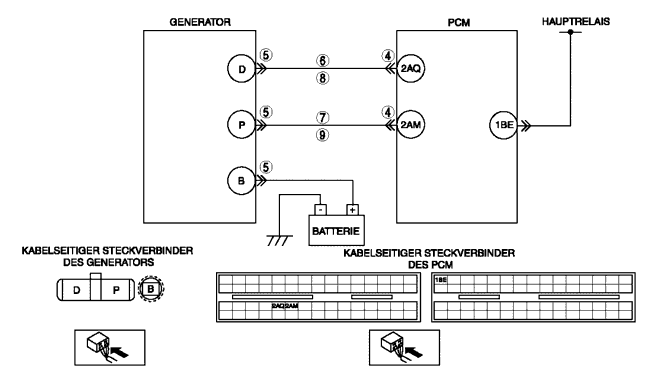 GENERATOR PCM HAUPTRELAIS
⑤ ⑥ ④
D 2AQ
⑧
⑤ ⑦ ④
P 2AM 1BE
⑨
⑤
B
- +
BATTERIE
KABELSEITIGER STECKVERBINDER
DES GENERATORS
D P B
KABELSEITIGER STECKVERBINDER
DES PCM
1BE
2AQ2AM